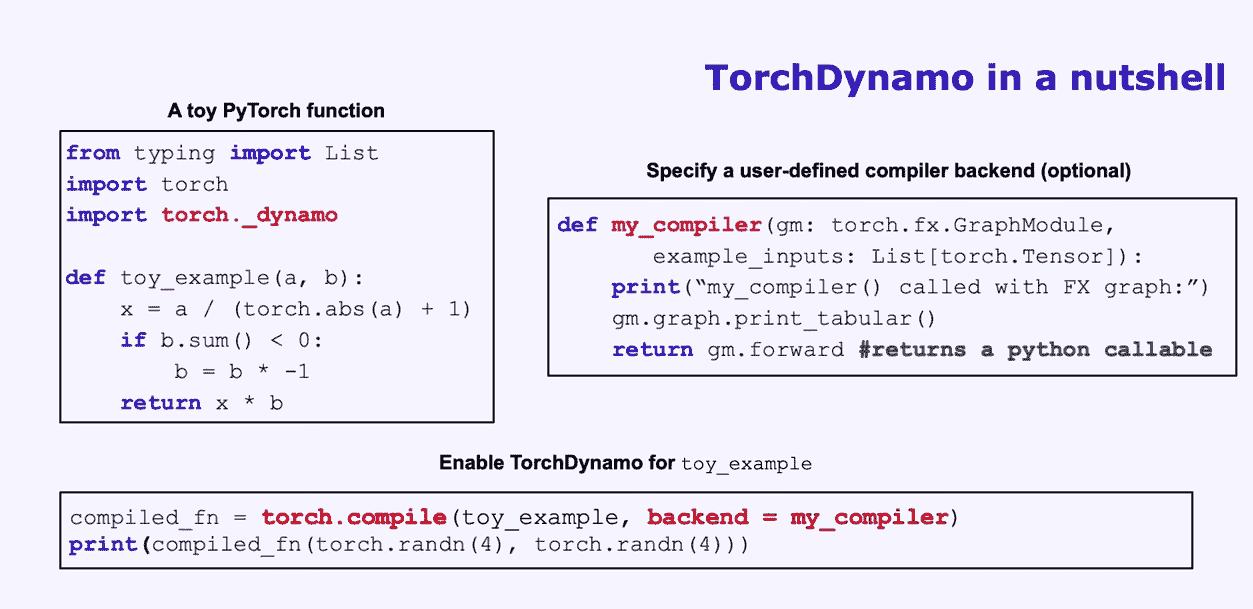 TorchDynamo in a nutshell
A toy PyTorch function
from typing import List
import torch
import torch._dynamo
def toy_example(a, b):
    x = a / (torch.abs(a) + 1)
    if b.sum() < 0:
        b = b * -1
    return x * b
Specify a user-defined compiler backend (optional)
def my_compiler(gm: torch.fx.GraphModule,
       example_inputs: List[torch.Tensor]):
    print(“my_compiler() called with FX graph:”)
    gm.graph.print_tabular()
    return gm.forward #returns a python callable
Enable TorchDynamo for toy_example
compiled_fn = torch.compile(toy_example, backend = my_compiler)
print(compiled_fn(torch.randn(4), torch.randn(4)))